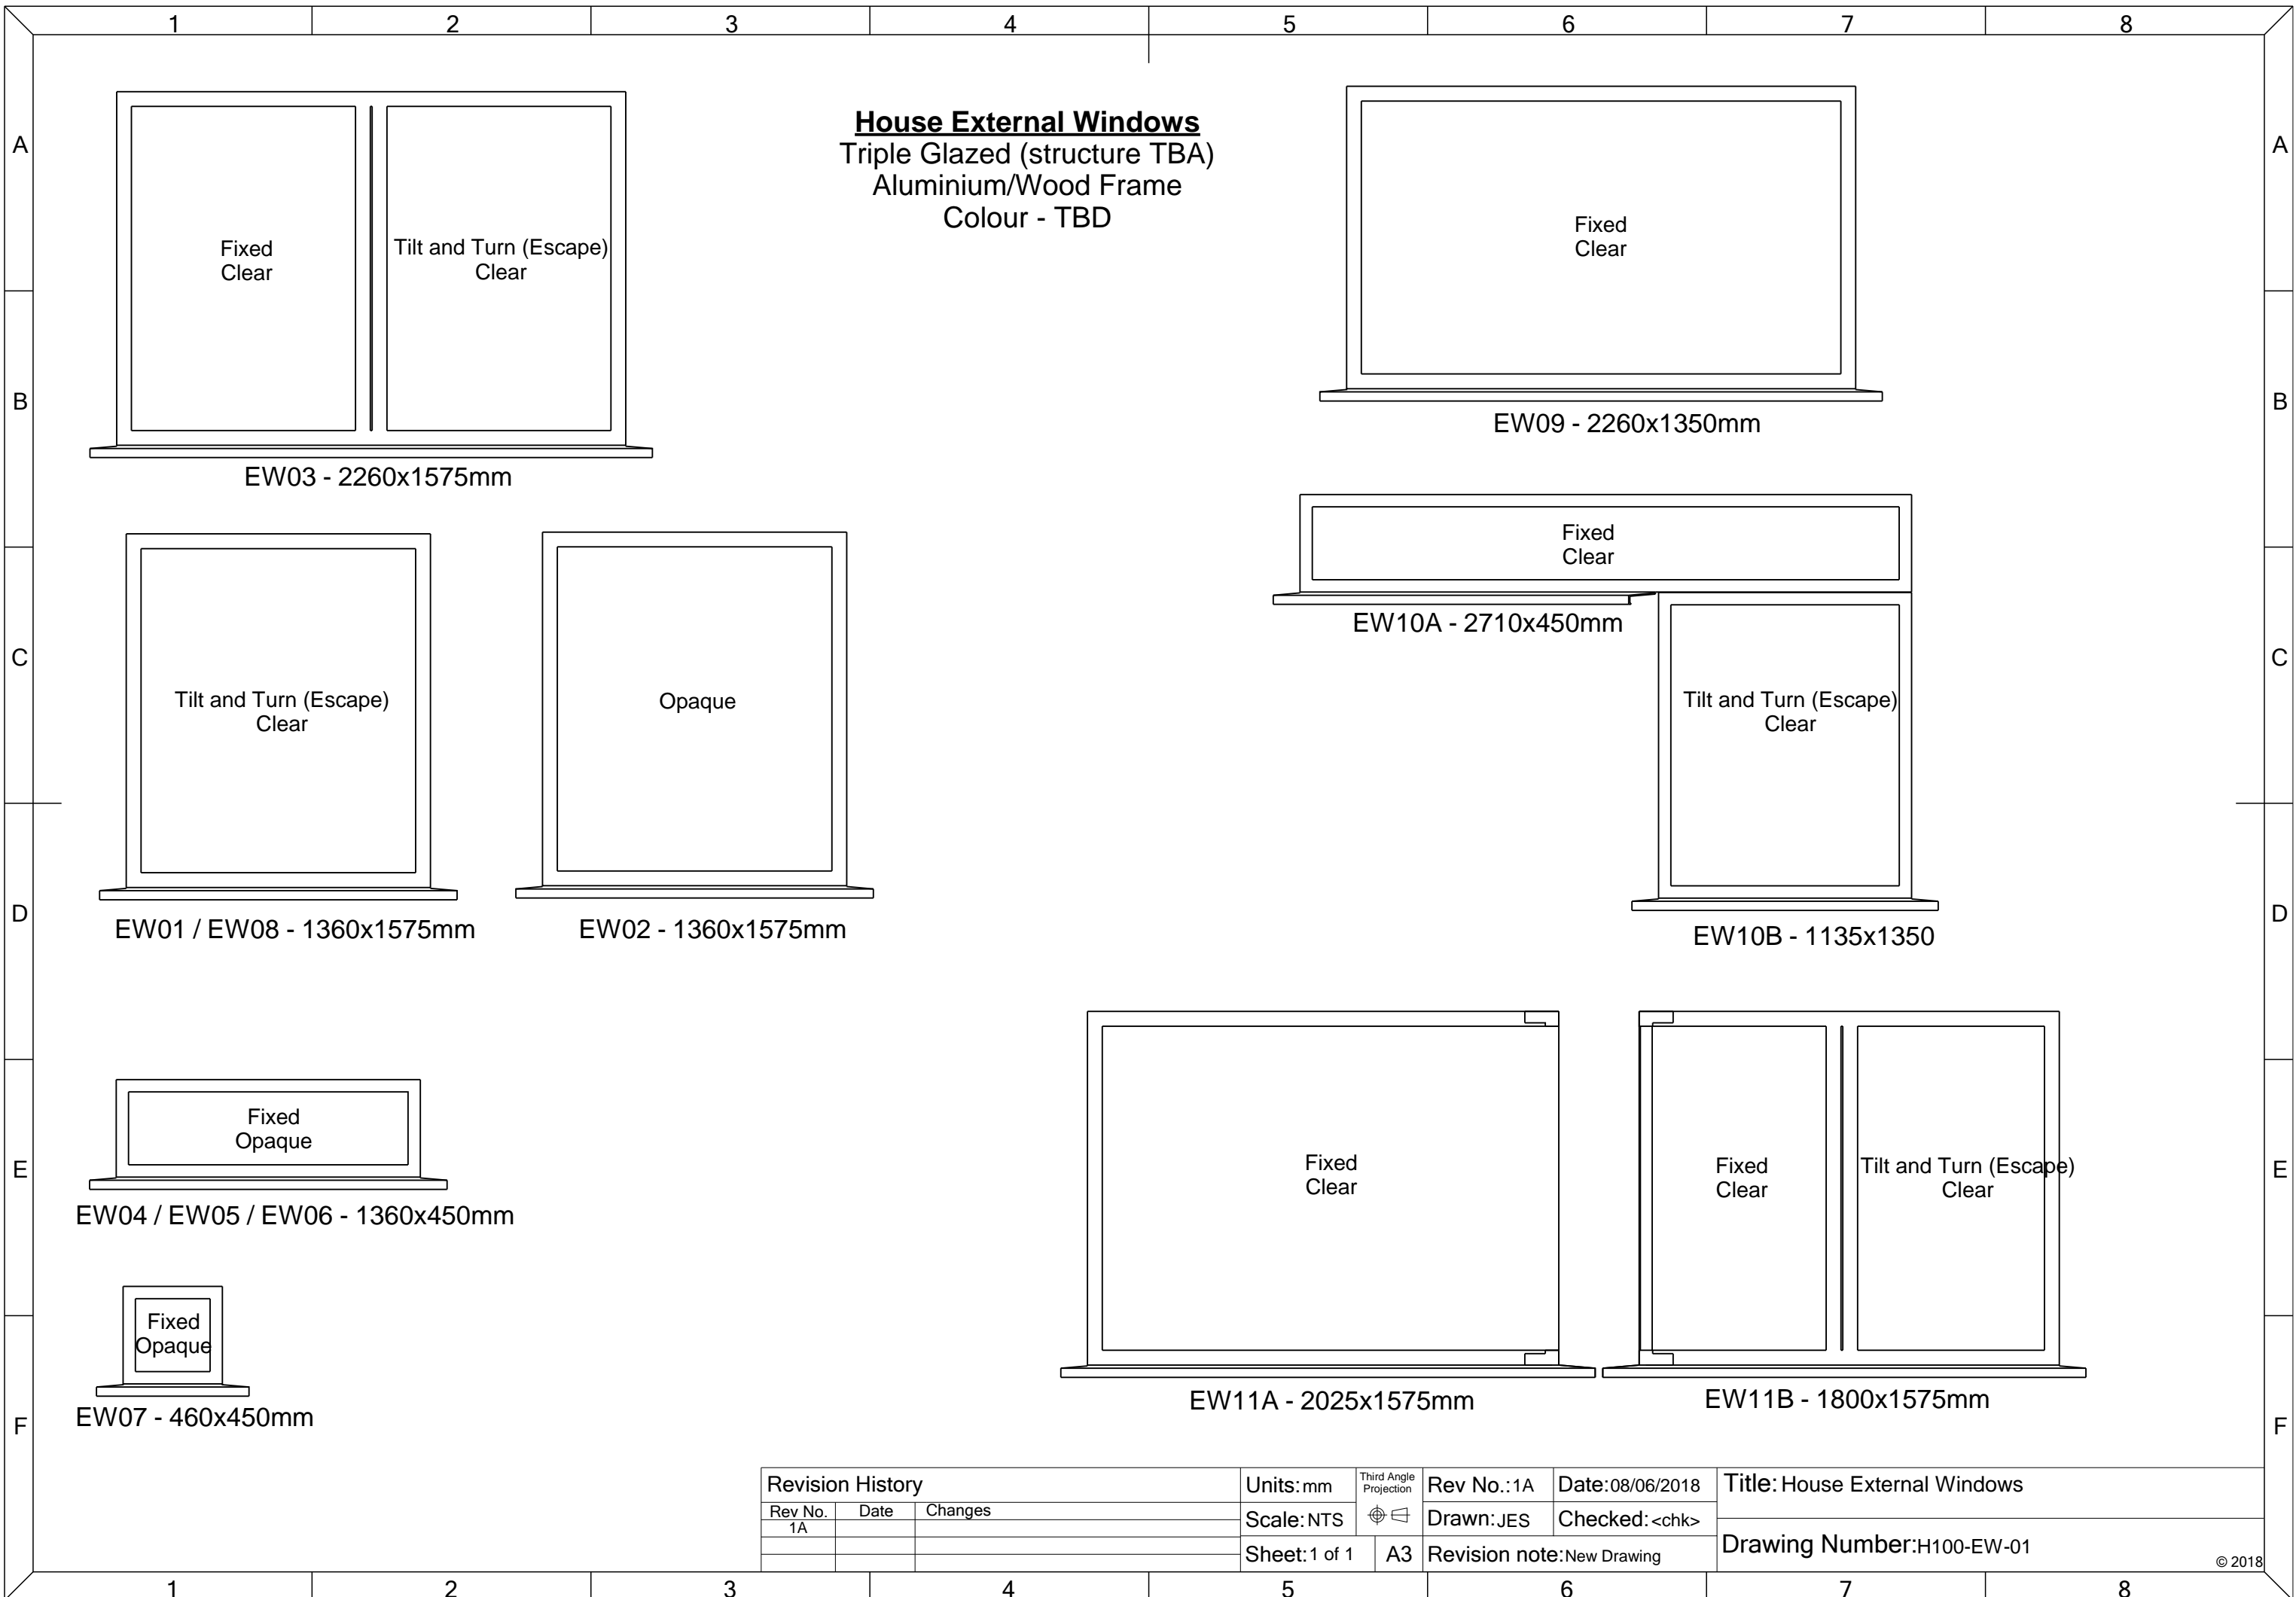 1 2 3 4 5 6 7 8
House External Windows
Triple Glazed (structure TBA)
Aluminium/Wood Frame
Colour - TBD
A
A
Fixed
Clear
Tilt and Turn (Escape)
Clear
Fixed
Clear
B
B
EW03 - 2260x1575mm
EW09 - 2260x1350mm
Fixed
Clear
EW10A - 2710x450mm
C
C
Tilt and Turn (Escape)
Clear
Opaque
Tilt and Turn (Escape)
Clear
D
D
EW01 / EW08 - 1360x1575mm
EW02 - 1360x1575mm
EW10B - 1135x1350
Fixed
Opaque
E
E
EW04 / EW05 / EW06 - 1360x450mm
Fixed
Clear
Fixed
Clear
Tilt and Turn (Escape)
Clear
Fixed
Opaque
EW07 - 460x450mm
EW11A - 2025x1575mm
EW11B - 1800x1575mm
F
F
Revision History
Rev No. Date Changes
1A
Units: mm
Scale: NTS
Sheet: 1 of 1
Third Angle
Projection
A3
Rev No.: 1A
Date: 08/06/2018
Drawn: JES
Checked: <chk>
Revision note: New Drawing
Title: House External Windows
Drawing Number: H100-EW-01
© 2018
1 2 3 4 5 6 7 8